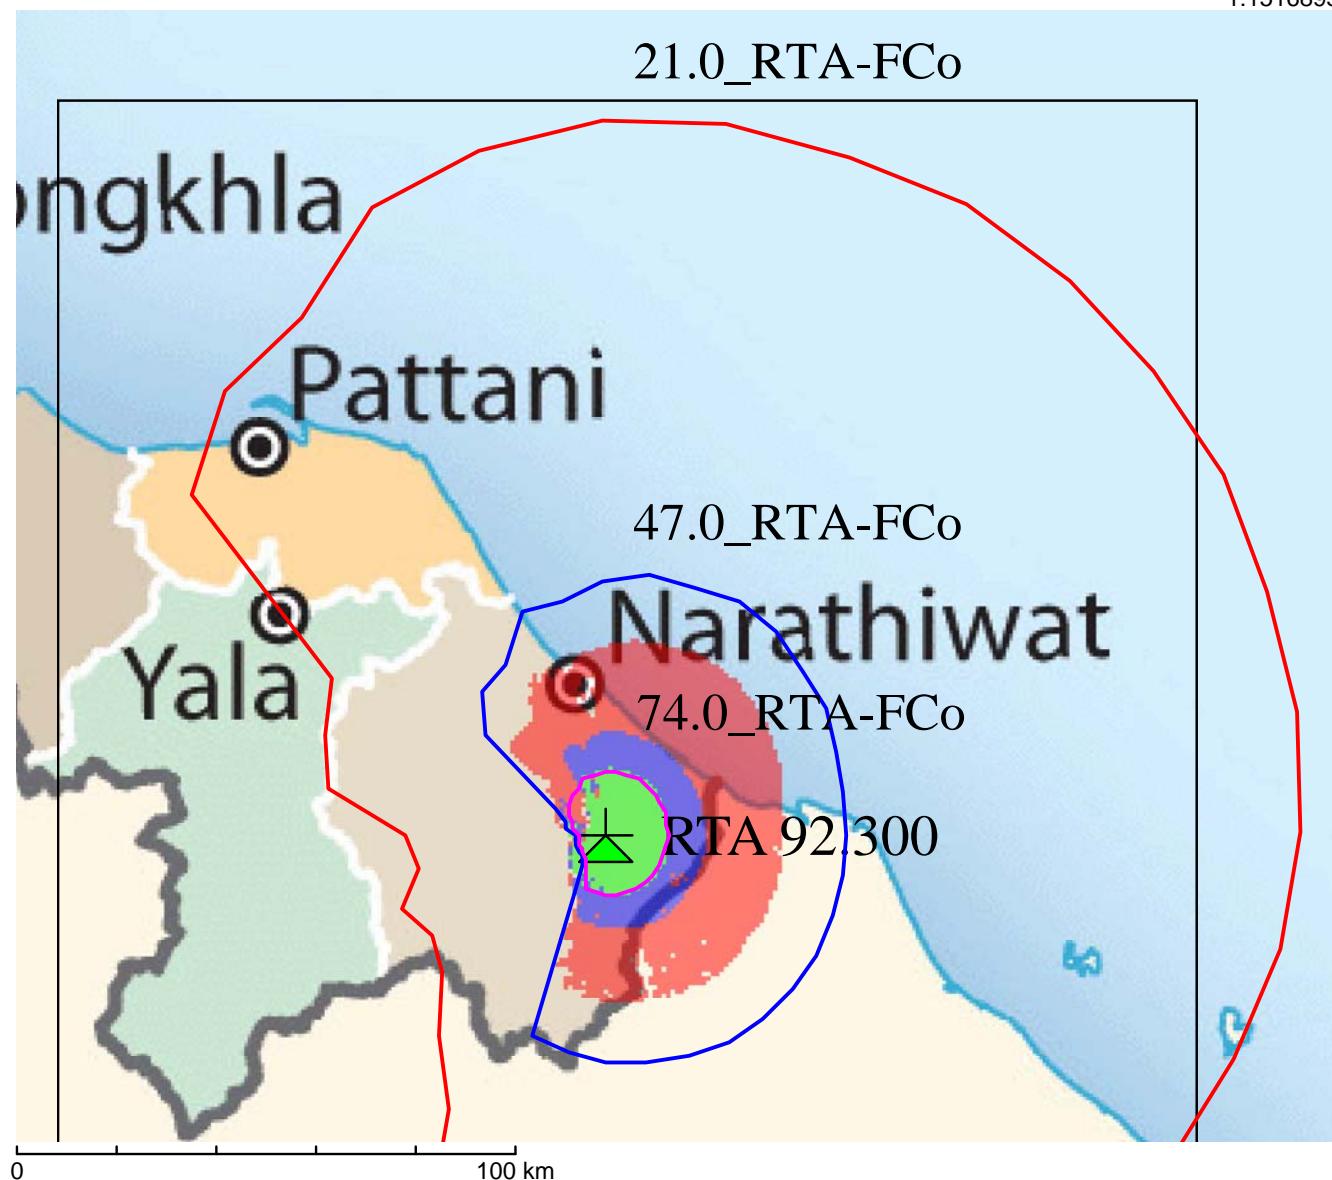 21.0_RTA-FCo
ongkhla
Pattani
47.0_RTA-FCo
Narathiwat
Yala
74.0_RTA-FCo
RTA 92.300
0
100 km